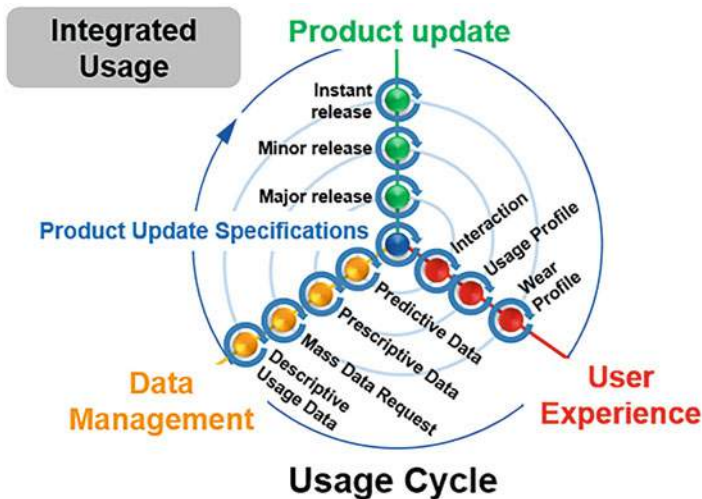 Integrated
Usage
Product update
Instant
release
Minor release
Major release
Product Update Specifications
Interaction
Usage Profile
Wear
Profile
Predictive Data
Prescriptive Data
Mass Data Request
Descriptive
Usage Data
Data
Management
User
Experience
Usage Cycle